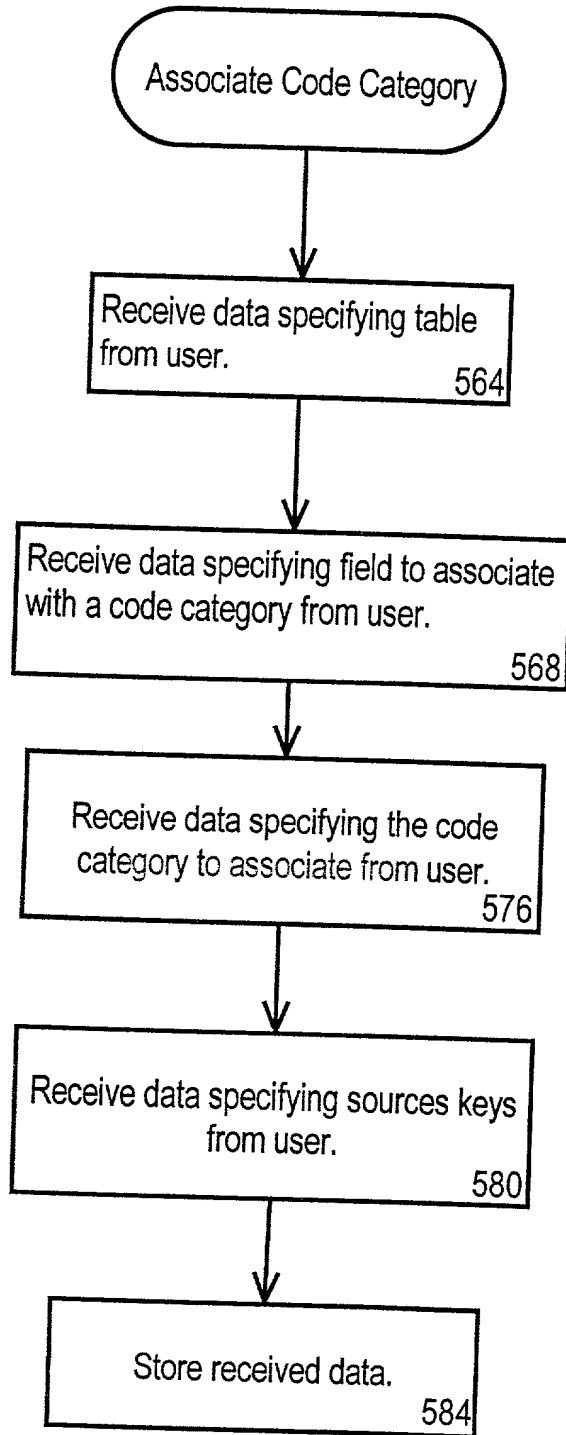 Associate Code Category
Receive data specifying table
from user.
564
Receive data specifying field to associate
with a code category from user.
568
Receive data specifying the code
category to associate from user.
576
Receive data specifying sources keys
from user.
580
Store received data.
584